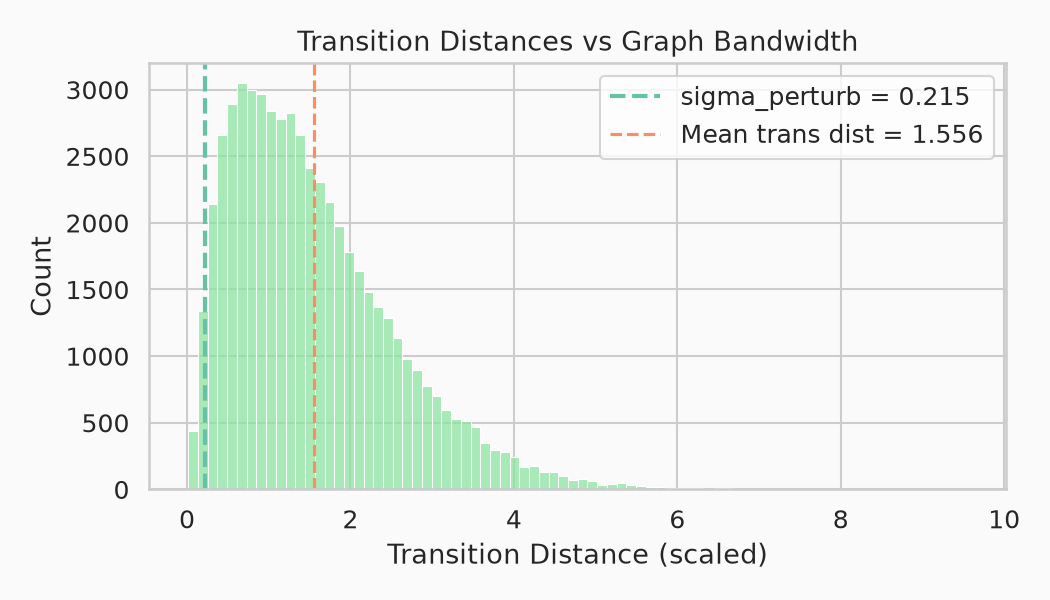 Transition Distances vs Graph Bandwidth
sigma_perturb = 0.215
Mean trans dist = 1.556
3000
2500
2000
1500
1000
500
0
Count
0 2 4 6 8 10
Transition Distance (scaled)